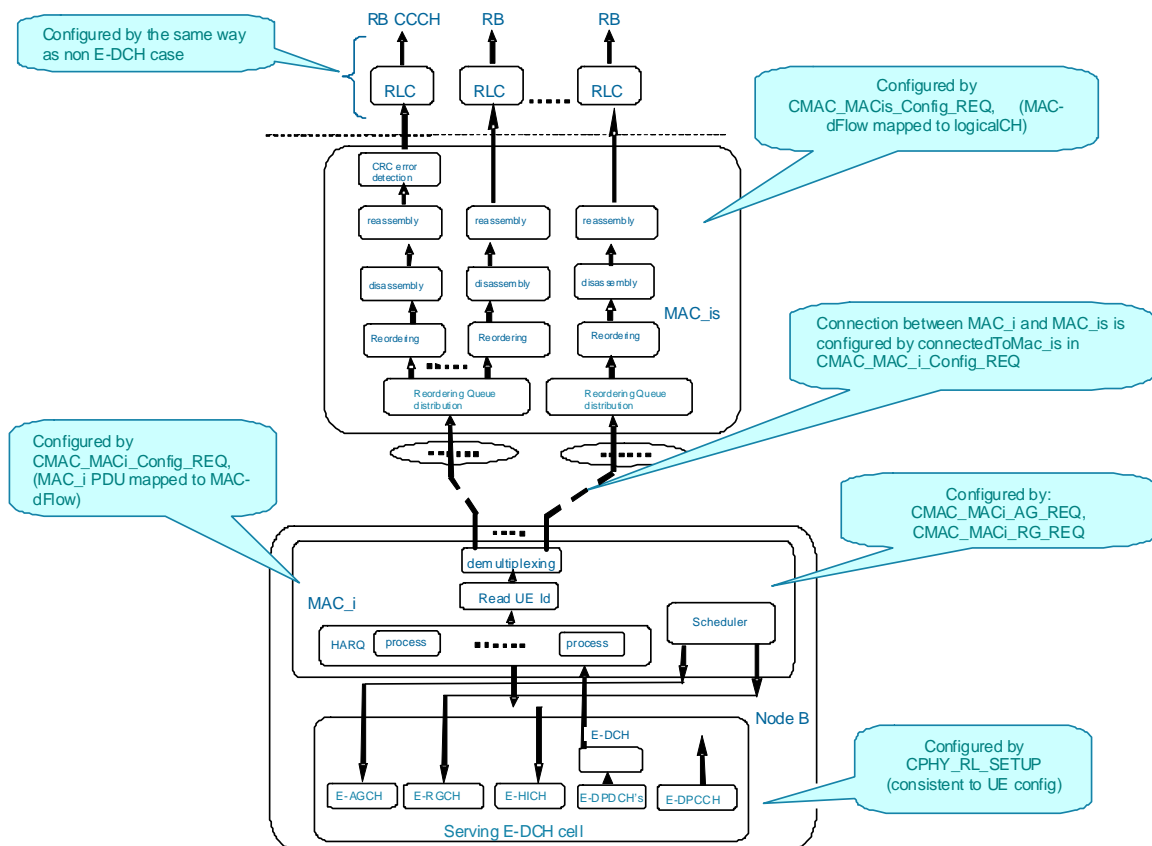 RB CCCH
RB
RB
Configured by the same way
as non E-DCH case
RLC
RLC
RLC
Configured by
CMAC_MACis_Config_REQ, (MAC-
dFlow mapped to logicalCH)
CRC error
detection
reassembly
reassembly
reassembly
disassembly
disassembly
disassembly
MAC_is
Reordering
Reordering
Reordering
Reordering Queue
distribution
Reordering Queue
distribution
Connection between MAC_i and MAC_is is
configured by connectedToMac_is in
CMAC_MAC_i_Config_REQ
Configured by
CMAC_MACi_Config_REQ,
(MAC_i PDU mapped to MAC-
dFlow)
Configured by:
CMAC_MACi_AG_REQ,
CMAC_MACi_RG_REQ
demultiplexing
Read UE Id
MAC_i
Scheduler
HARQ
process
process
Node B
E-DCH
Configured by
CPHY_RL_SETUP
(consistent to UE config)
E-AGCH
E-RGCH
E-HICH
E-DPDCH's
E-DPCCH
Serving E-DCH cell